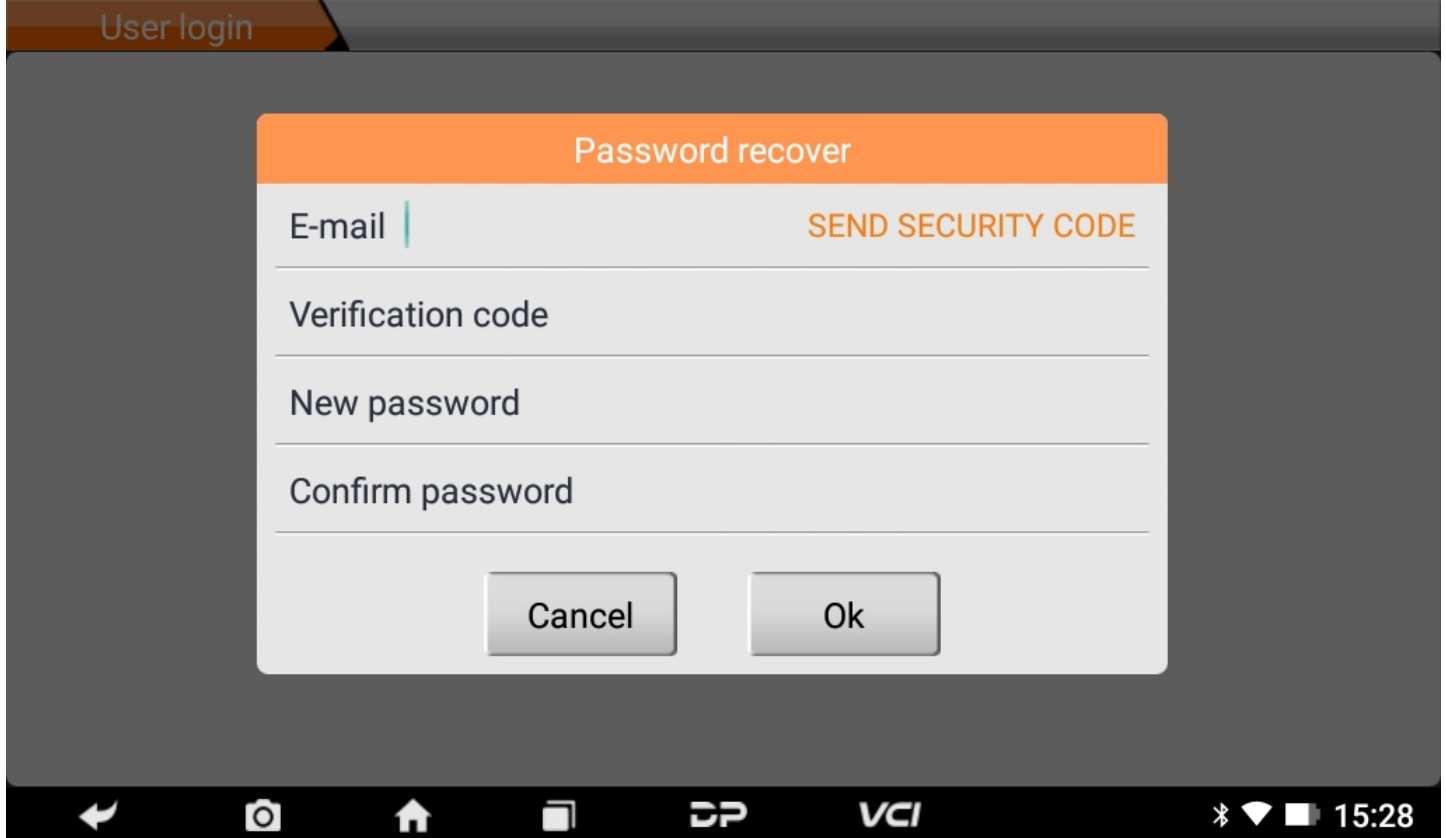 User login
Password recover
E-mail SEND SECURITY CODE
Verification code
New password
Confirm password
Cancel Ok
DP VCI 15:28